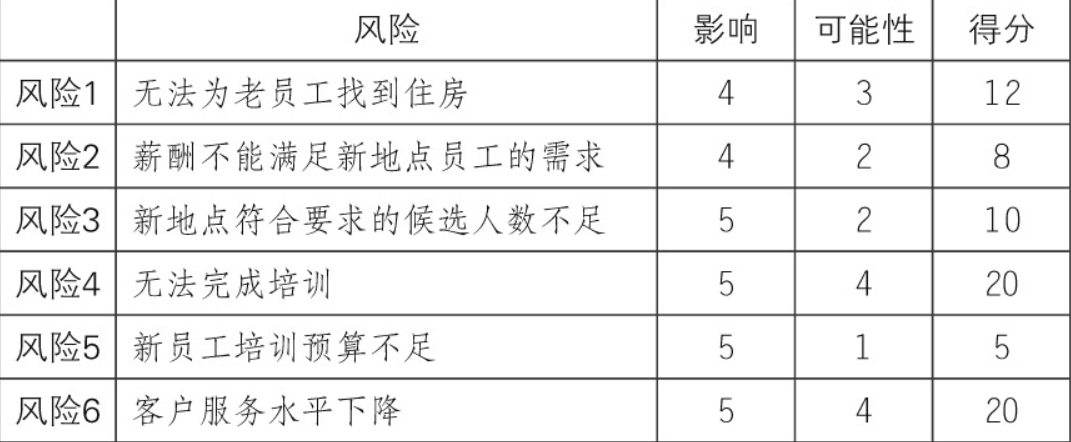 风险 影响 可能性 得分
风险1 无法为老员工找到住房 4 3 12
风险2 薪酬不能满足新地点员工的需求 4 2 8
风险3 新地点符合要求的候选人数不足 5 2 10
风险4 无法完成培训 5 4 20
风险5 新员工培训预算不足 5 1 5
风险6 客户服务水平下降 5 4 20